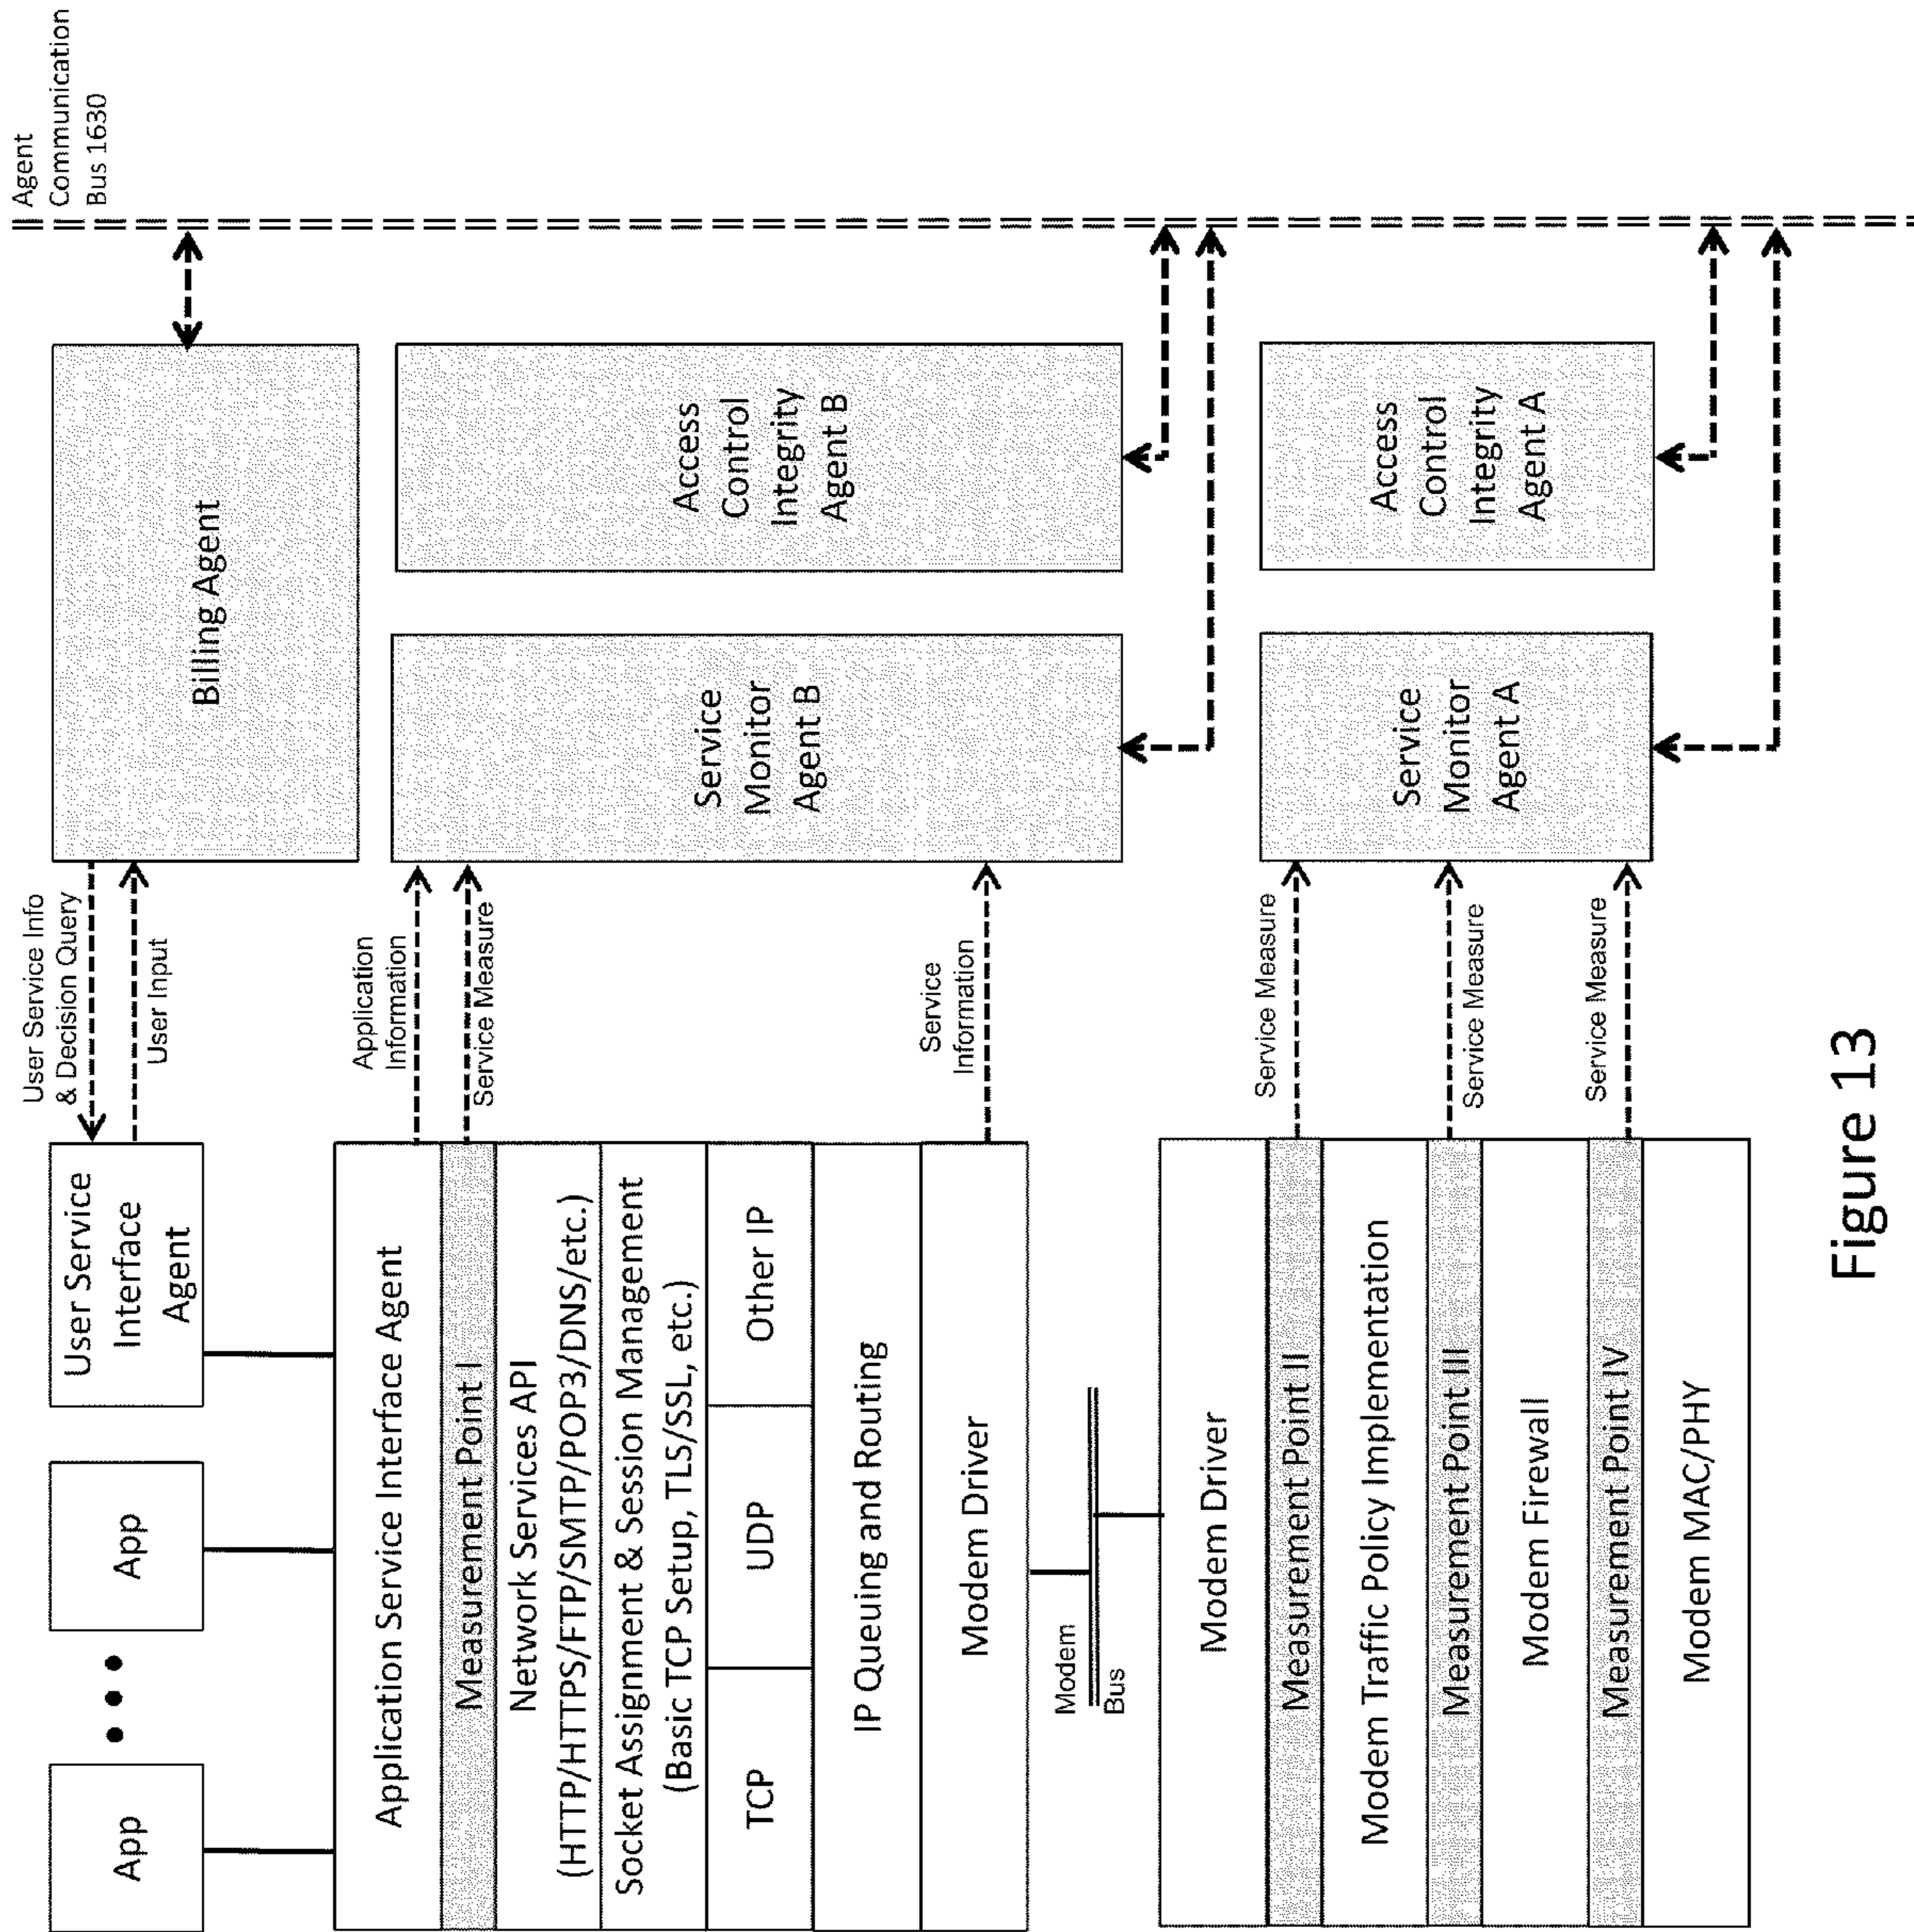 Agent
Communication
Bus 1630
User Service Info
& Decision Query
User Input
Billing Agent
User Service
Interface
Agent
App
App
Application Service Interface Agent
Measurement Point I
Network Services API
(HTTP/HTTPS/FTP/SMTP/POP3/DNS/etc.)
Socket Assignment & Session Management
(Basic TCP Setup, TLS/SSL, etc.)
TCP
UDP
Other IP
IP Queuing and Routing
Modem Driver
Application
Information
Service Measure
Service
Information
Service
Monitor
Agent B
Access
Control
Integrity
Agent B
Modem
Bus
Modem Driver
Measurement Point II
Modem Traffic Policy Implementation
Measurement Point III
Modem Firewall
Measurement Point IV
Modem MAC/PHY
Service Measure
Service Measure
Service Measure
Service
Monitor
Agent A
Access
Control
Integrity
Agent A
Figure 13